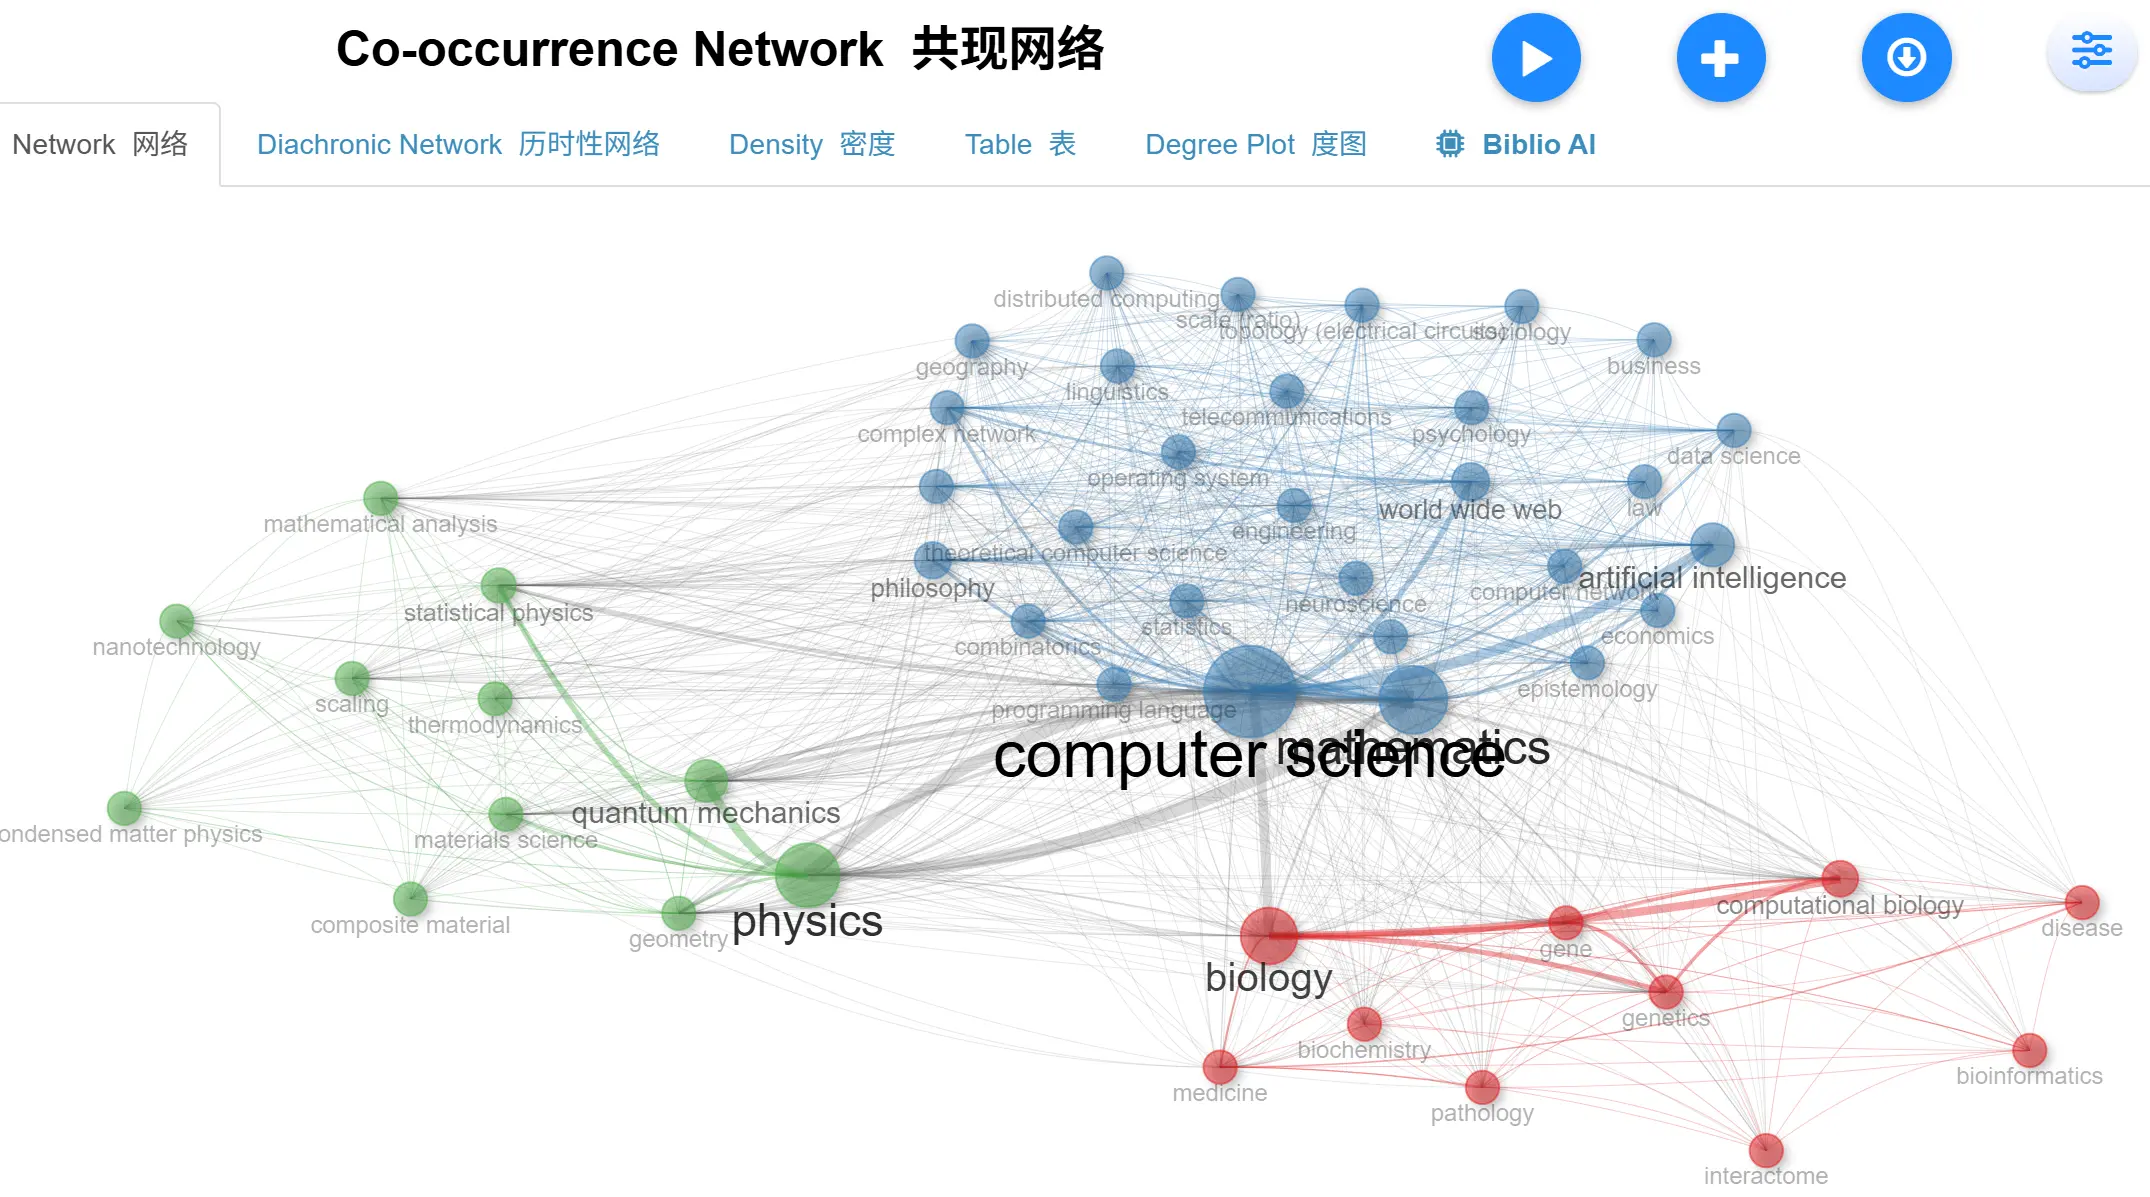 Co-occurrence Network 共现网络
Network 网络
Diachronic Network 历时性网络
Density 密度
Table 表
Degree Plot 度图
Biblio AI
distributed computing
scale (ratio)
topology (electrical circuits)
sociology
geography
linguistics
business
telecommunications
complex network
psychology
data science
operating system
world wide web
law
mathematical analysis
engineering
theoretical computer science
artificial intelligence
philosophy
computer network
neuroscience
statistical physics
statistics
economics
nanotechnology
combinatorics
epistemology
scaling
programming language
thermodynamics
mathematics
computer science
quantum mechanics
ondensed matter physics
materials science
computational biology
physics
composite material
geometry
disease
gene
biology
genetics
biochemistry
bioinformatics
medicine
pathology
interactome